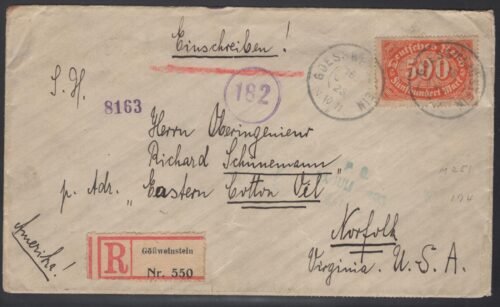 Einschreiben!
S. H.
8163
182
Deutsches Reich
500
Fünfhundert Mark
Herrn Oberingenieur
Richard Schünemann
p. Adr. „Eastern Cotton Oil"
Norfolk
Virginia. U. S. A.
Amerika!
R
Gößweinstein
Nr. 550
P. O.
M 251